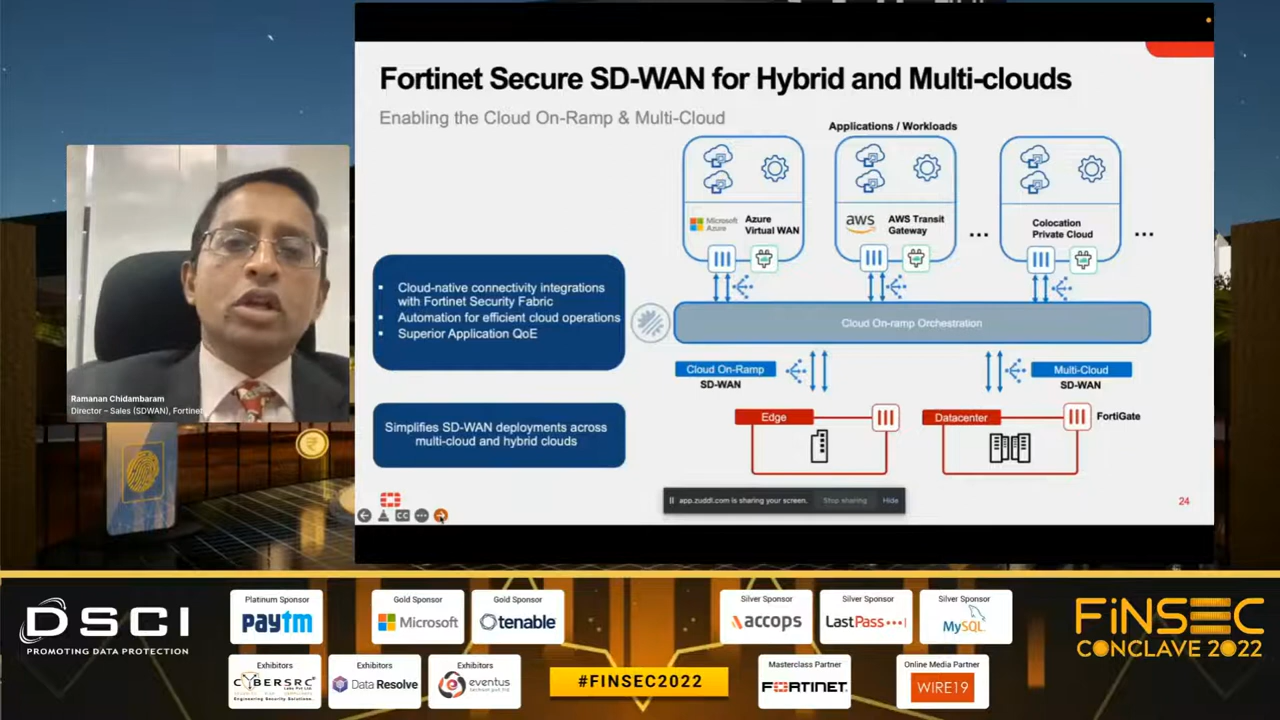 Fortinet Secure SD-WAN for Hybrid and Multi-clouds
Enabling the Cloud On-Ramp & Multi-Cloud
Applications / Workloads
Microsoft
Azure
Azure
Virtual WAN
aws
AWS Transit
Gateway
...
Colocation
Private Cloud
...
• Cloud-native connectivity integrations
with Fortinet Security Fabric
• Automation for efficient cloud operations
• Superior Application QoE
Cloud On-ramp Orchestration
Cloud On-Ramp
SD-WAN
Multi-Cloud
SD-WAN
Edge
Datacenter
FortiGate
Simplifies SD-WAN deployments across
multi-cloud and hybrid clouds
app.zuddl.com is sharing your screen.
Stop sharing
Hide
24
CC
Ramanan Chidambaram
Director – Sales (SDWAN), Fortinet
₹
DSCI
PROMOTING DATA PROTECTION
Platinum Sponsor
paytm
Gold Sponsor
Microsoft
Gold Sponsor
tenable
Silver Sponsor
accops
Silver Sponsor
LastPass
Silver Sponsor
MySQL
Exhibitors
CYBERSRC
Exhibitors
Data Resolve
Exhibitors
eventus
#FINSEC2022
Masterclass Partner
FORTINET
Online Media Partner
WIRE19
FINSEC
CONCLAVE 2022